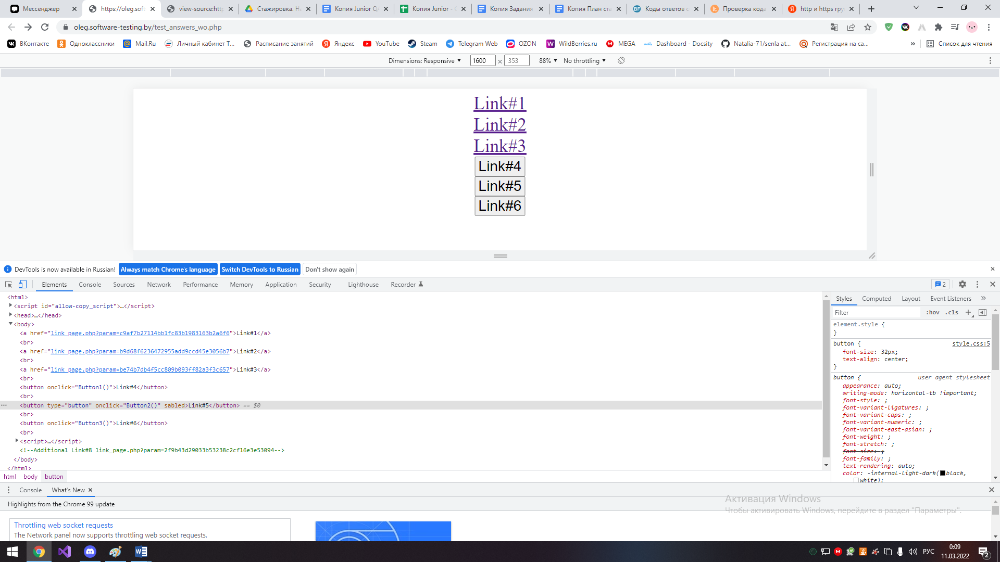 Мессенджер
https://oleg.soft
view-source:http
Стажировка. На
Копия Junior QA
Копия Junior - C
Копия Задания
Копия План ста
Коды ответов с
Проверка кода
http и https гру
oleg.software-testing.by/test_answers_wo.php
ВКонтакте
Одноклассники
Mail.Ru
Личный кабинет Т...
Расписание занятий
Яндекс
YouTube
Steam
Telegram Web
OZON
WildBerries.ru
MEGA
Dashboard - Docsity
Natalia-71/senla at...
Регистрация на са...
»
Список для чтения
Dimensions: Responsive ▼ 1600 × 353 88% ▼ No throttling ▼
Link#1
Link#2
Link#3
Link#4
Link#5
Link#6
DevTools is now available in Russian! Always match Chrome's language Switch DevTools to Russian Don't show again
Elements Console Sources Network Performance Memory Application Security Lighthouse Recorder 2
<html>
<script id="allow-copy_script">…</script>
<head>…</head>
<body>
<a href="link_page.php?param=c9af7b27114bb1fc83b1983163b2a6f6">Link#1</a>
<br>
<a href="link_page.php?param=b9d68f6236472955add9ccd45e3056b7">Link#2</a>
<br>
<a href="link_page.php?param=be74b7db4f5cc809b093ff82a3f3c657">Link#3</a>
<br>
<button onclick="Button1()">Link#4</button>
<br>
<button type="button" onclick="Button2()" sabled>Link#5</button> == $0
<br>
<button onclick="Button3()">Link#6</button>
<br>
<script>…</script>
<!--Additional Link#8 link_page.php?param=2f9b43d29033b53238c2cf16e3e53094-->
</body>
</html>
html body button
Styles Computed Layout Event Listeners »
Filter :hov .cls +
element.style {
}
button { style.css:5
font-size: 32px;
text-align: center;
}
button { user agent stylesheet
appearance: auto;
writing-mode: horizontal-tb !important;
font-style: ;
font-variant-ligatures: ;
font-variant-caps: ;
font-variant-numeric: ;
font-variant-east-asian: ;
font-weight: ;
font-stretch: ;
font-size: ;
font-family: ;
text-rendering: auto;
color: -internal-light-dark(black,
white);
Console What's New
Highlights from the Chrome 99 update
Throttling web socket requests
The Network panel now supports throttling web socket requests.
Активация Windows
Чтобы активировать Windows, перейдите в раздел "Параметры".
РУС
0:09
11.03.2022
2